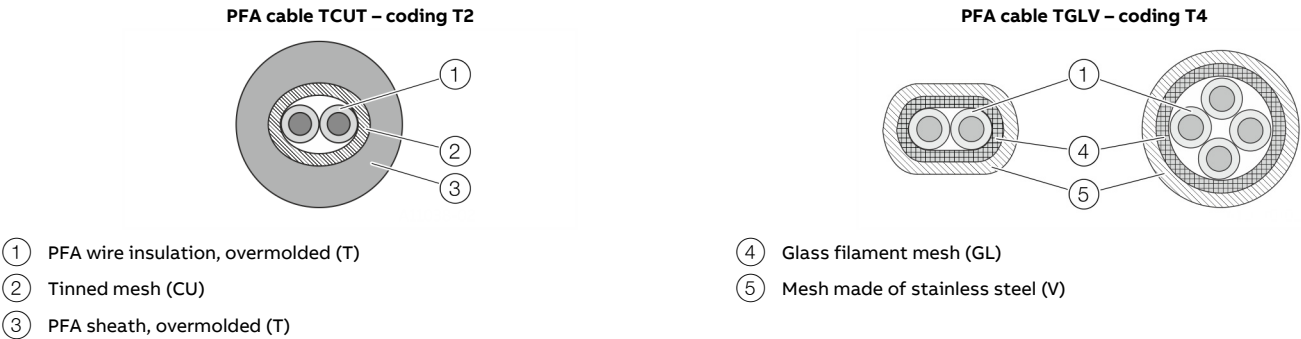 PFA cable TCUT – coding T2
1
2
3
PFA cable TGLV – coding T4
1
4
5
1 PFA wire insulation, overmolded (T)
2 Tinned mesh (CU)
3 PFA sheath, overmolded (T)
4 Glass filament mesh (GL)
5 Mesh made of stainless steel (V)